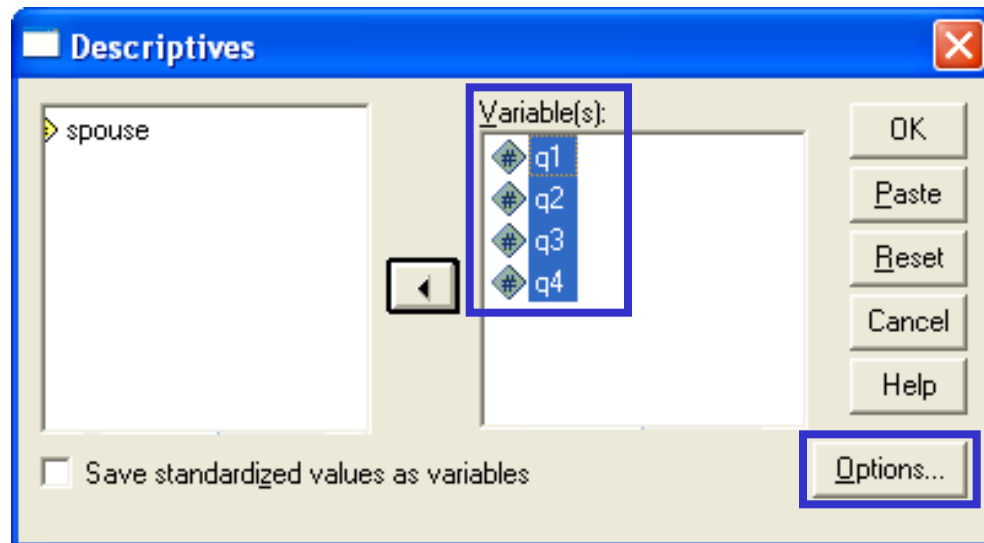 Descriptives
spouse
Variable(s):
# q1
# q2
# q3
# q4
OK
Paste
Reset
Cancel
Help
Save standardized values as variables
Options...